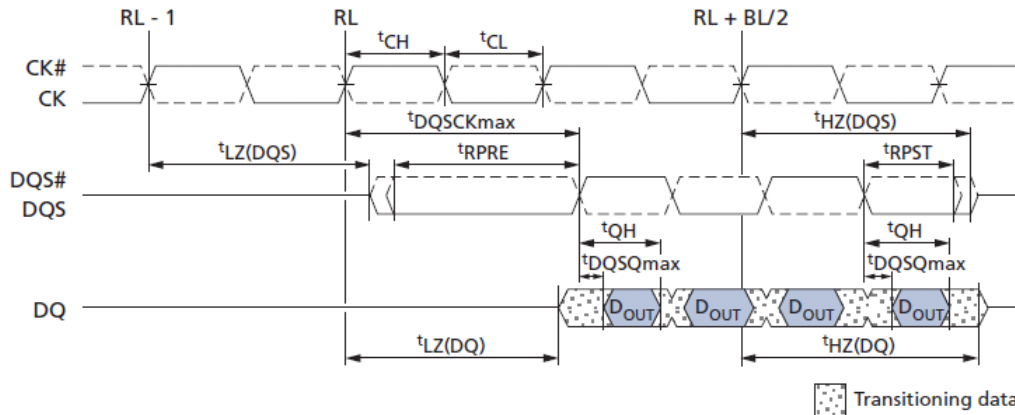 RL - 1 RL RL + BL/2
tCH tCL
CK#
CK
tDQSCKmax tHZ(DQS)
tLZ(DQS) tRPRE tRPST
DQS#
DQS
tQH tQH
tDQSQmax tDQSQmax
DQ DOUT DOUT DOUT DOUT
tLZ(DQ) tHZ(DQ)
Transitioning data